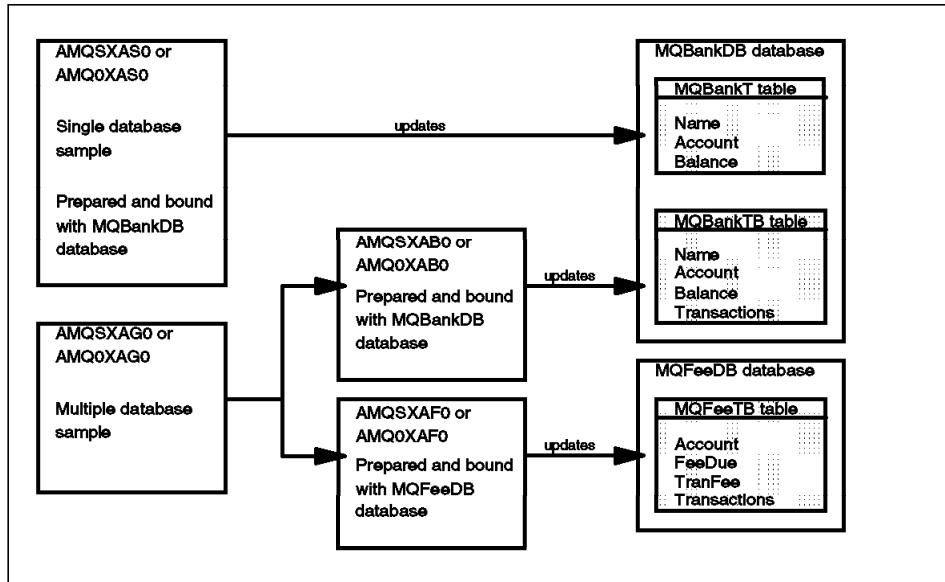 AMQSXAS0 or
AMQ0XAS0
Single database
sample
Prepared and bound
with MQBankDB
database
updates
MQBankDB database
MQBankT table
Name
Account
Balance
MQBankTB table
Name
Account
Balance
Transactions
AMQSXAG0 or
AMQ0XAG0
Multiple database
sample
AMQSXAB0 or
AMQ0XAB0
Prepared and bound
with MQBankDB
database
updates
AMQSXAF0 or
AMQ0XAF0
Prepared and bound
with MQFeeDB
database
updates
MQFeeDB database
MQFeeTB table
Account
FeeDue
TranFee
Transactions